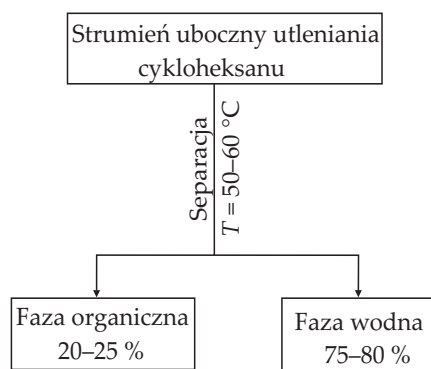 Strumień uboczny utleniania
cykloheksanu
Separacja
T = 50–60 °C
Faza organiczna
20–25 %
Faza wodna
75–80 %